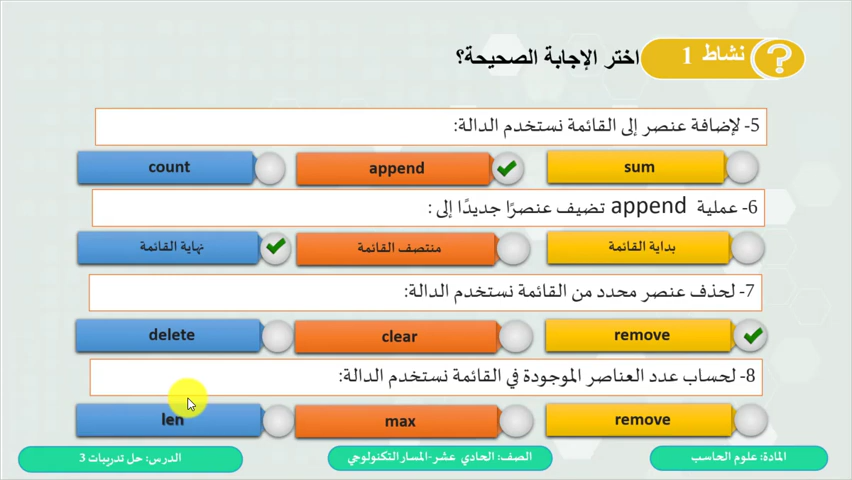 نشاط 1
اختر الإجابة الصحيحة؟
5- لإضافة عنصر إلى القائمة نستخدم الدالة:
sum
append
count
6- عملية append تضيف عنصرًا جديدًا إلى :
بداية القائمة
منتصف القائمة
نهاية القائمة
7- لحذف عنصر محدد من القائمة نستخدم الدالة:
remove
clear
delete
8- لحساب عدد العناصر الموجودة في القائمة نستخدم الدالة:
remove
max
len
المادة: علوم الحاسب
الصف: الحادي عشر-المسار التكنولوجي
الدرس: حل تدريبات 3